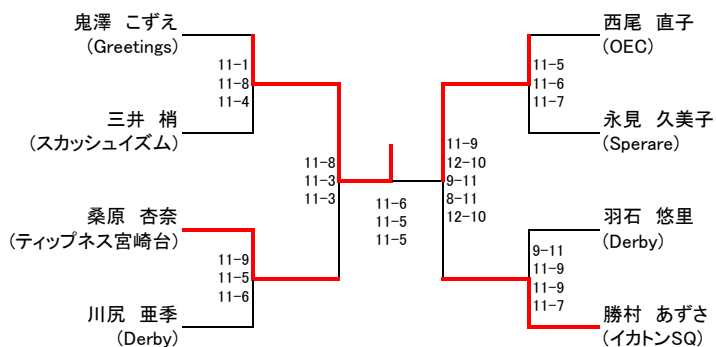 鬼澤 こずえ
(Greetings)
11-1
11-8
11-4
三井 梢
(スカッシュイズム)
11-8
11-3
11-3
桑原 杏奈
(ティップネス宮崎台)
11-9
11-5
11-6
川尻 亜季
(Derby)
11-6
11-5
11-5
西尾 直子
(OEC)
11-5
11-6
11-7
永見 久美子
(Sperare)
11-9
12-10
9-11
8-11
12-10
羽石 悠里
(Derby)
9-11
11-9
11-9
11-7
勝村 あずさ
(イカトンSQ)